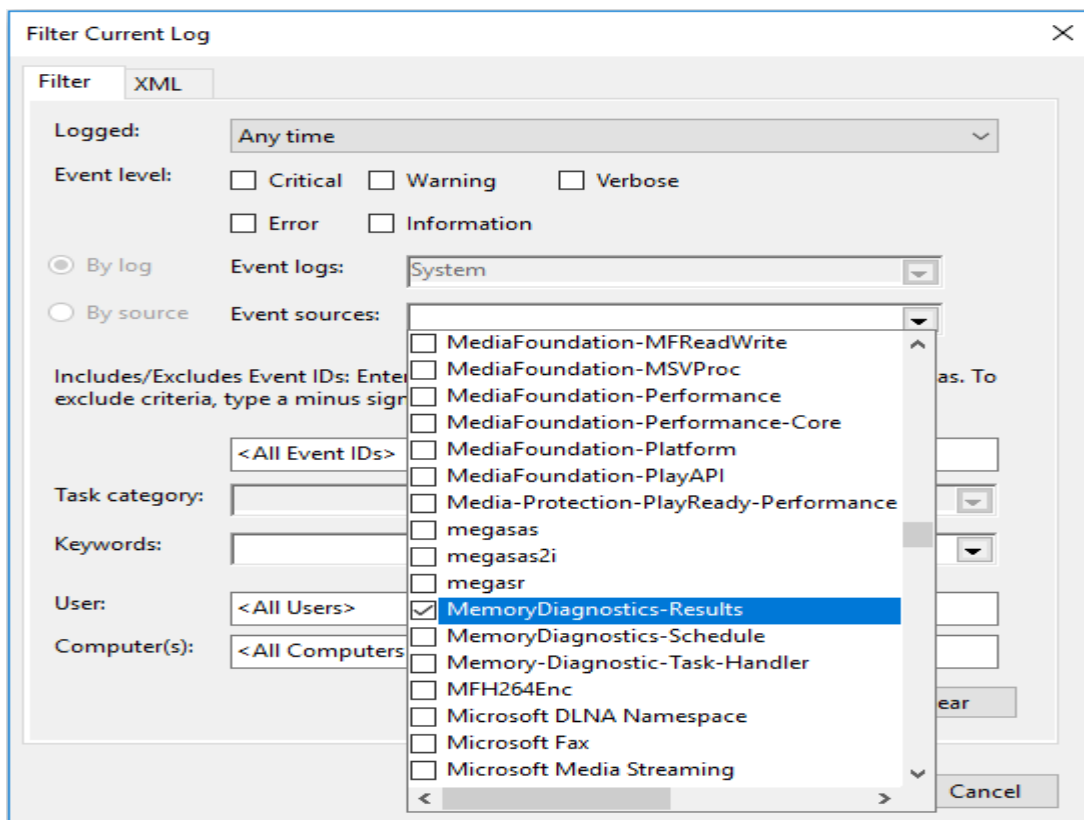 Filter Current Log
Filter XML
Logged: Any time
Event level: Critical Warning Verbose
Error Information
By log Event logs: System
By source Event sources:
MediaFoundation-MFReadWrite
MediaFoundation-MSVProc
Includes/Excludes Event IDs: Enter as. To
MediaFoundation-Performance
exclude criteria, type a minus sign
MediaFoundation-Performance-Core
<All Event IDs> MediaFoundation-Platform
MediaFoundation-PlayAPI
Task category: Media-Protection-PlayReady-Performance
megasas
Keywords: megasas2i
megasr
User: <All Users> MemoryDiagnostics-Results
MemoryDiagnostics-Schedule
Computer(s): <All Computers Memory-Diagnostic-Task-Handler
MFH264Enc
ear
Microsoft DLNA Namespace
Microsoft Fax
Microsoft Media Streaming
Cancel